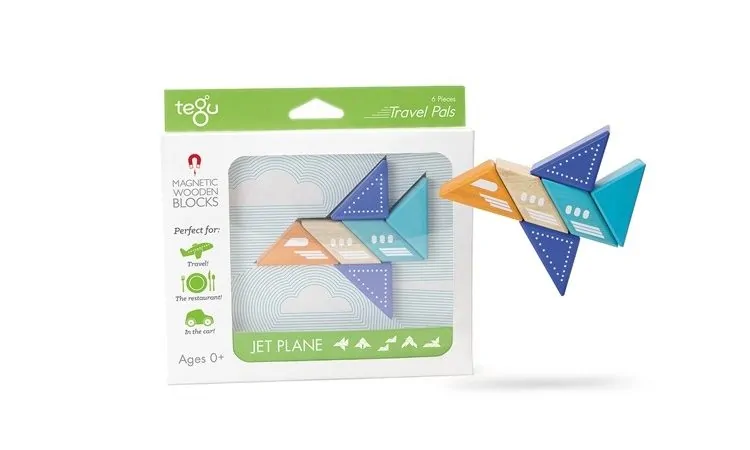 tegu
6 Pieces
Travel Pals
MAGNETIC
WOODEN
BLOCKS
Perfect for:
Travel!
The restaurant!
In the car!
Ages 0+
JET PLANE